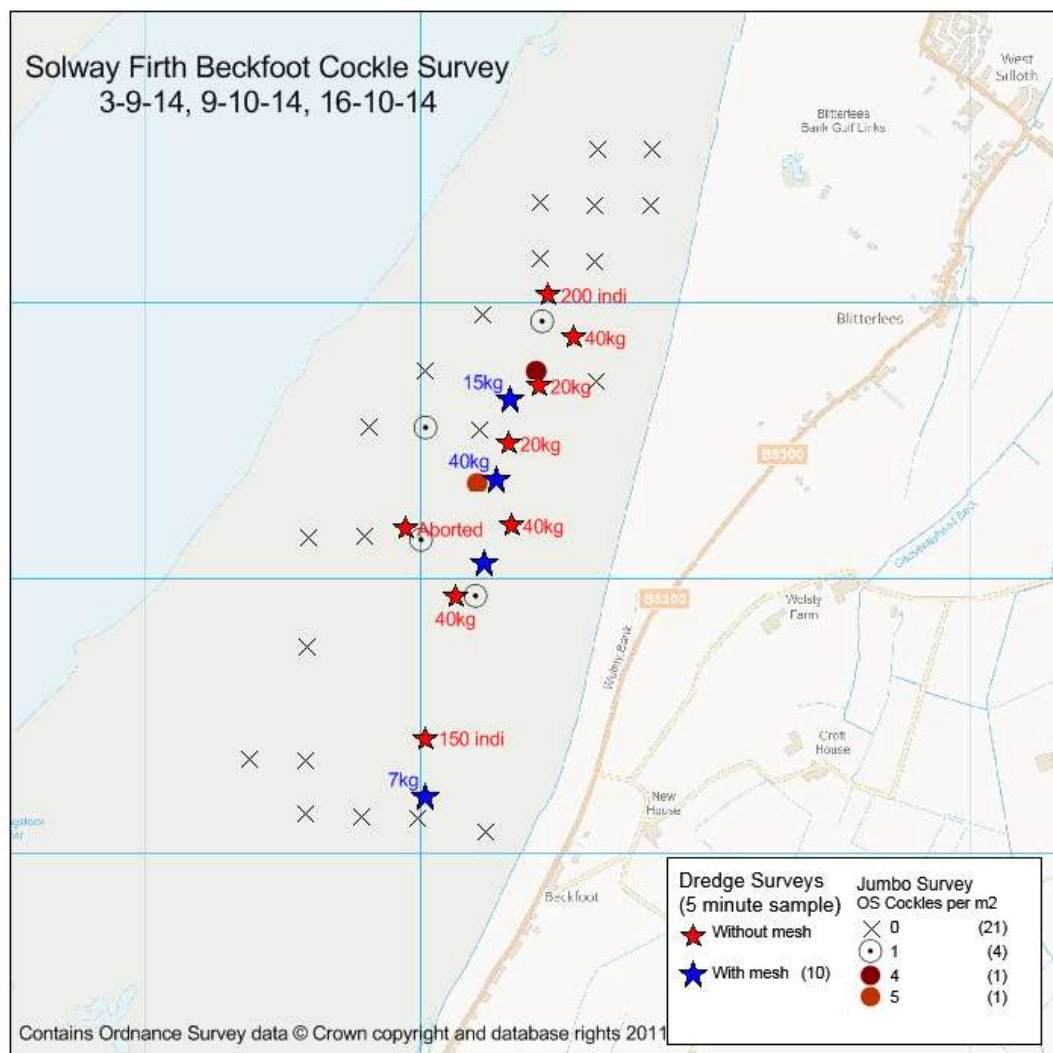 Solway Firth Beckfoot Cockle Survey
3-9-14, 9-10-14, 16-10-14
West
Silloth
Blitterlees
Bank Golf Links
200 indi
Blitterlees
40kg
15kg
20kg
20kg
B5300
40kg
Aborted
40kg
Causewayhead Beck
B5300
Wolsty
Farm
40kg
Wolsty Bank
150 indi
Croft
House
7kg
New
House
Beckfoot
Dredge Surveys
(5 minute sample)
Without mesh
With mesh (10)
Jumbo Survey
OS Cockles per m2
0 (21)
1 (4)
4 (1)
5 (1)
Contains Ordnance Survey data © Crown copyright and database rights 2011